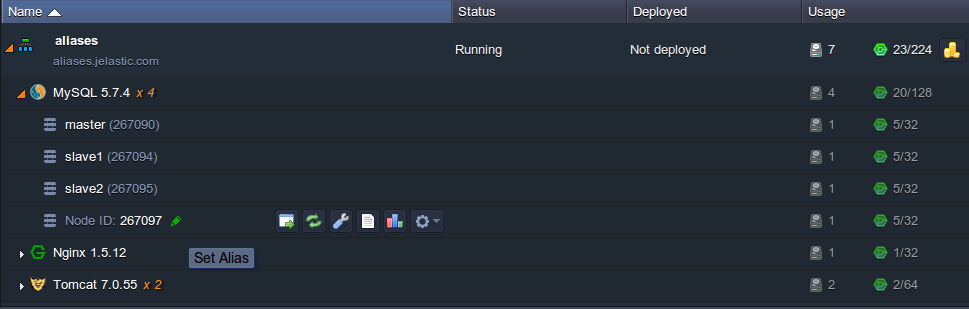 Name Status Deployed Usage
aliases Running Not deployed 7 23/224
aliases.jelastic.com
MySQL 5.7.4 x 4 4 20/128
master (267090) 1 5/32
slave1 (267094) 1 5/32
slave2 (267095) 1 5/32
Node ID: 267097 1 5/32
Nginx 1.5.12 1 1/32
Set Alias
Tomcat 7.0.55 x 2 2 2/64